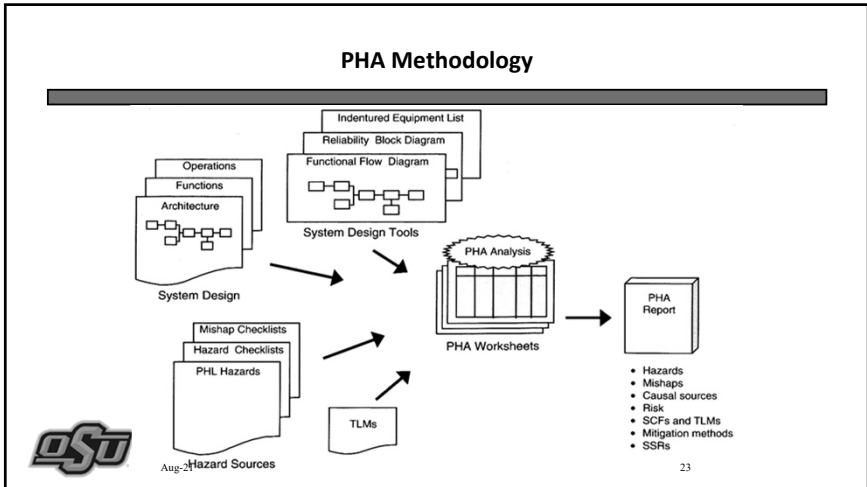 PHA Methodology
Indentured Equipment List
Reliability Block Diagram
Functional Flow Diagram
System Design Tools
Operations
Functions
Architecture
System Design
PHA Analysis
PHA Worksheets
PHA
Report
Mishap Checklists
Hazard Checklists
PHL Hazards
Hazard Sources
TLMs
• Hazards
• Mishaps
• Causal sources
• Risk
• SCFs and TLMs
• Mitigation methods
• SSRs
OSU
Aug-21
23